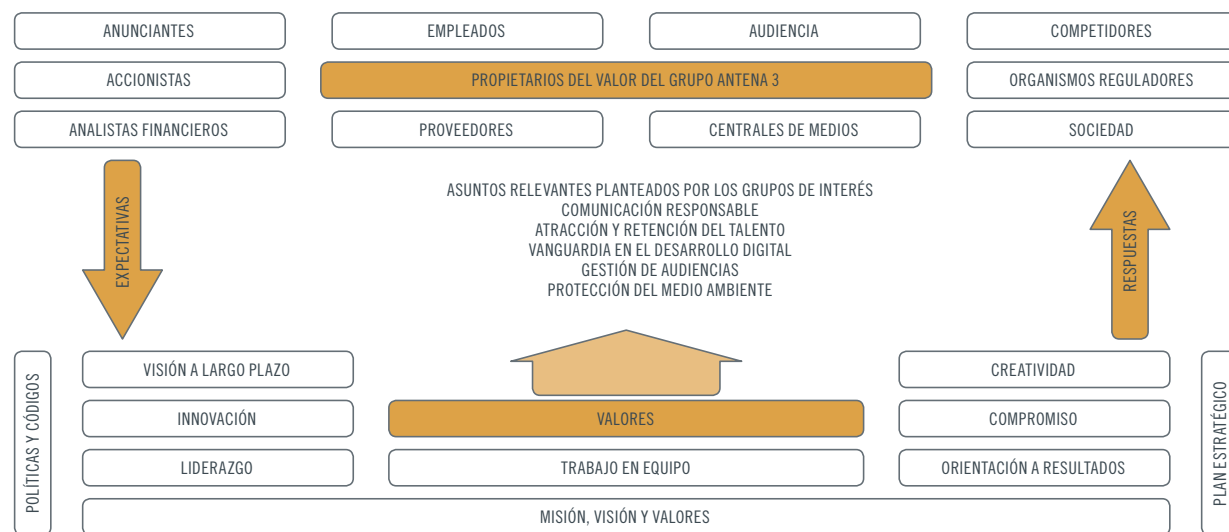 ANUNCIANTES
EMPLEADOS
AUDIENCIA
COMPETIDORES
ACCIONISTAS
PROPIETARIOS DEL VALOR DEL GRUPO ANTENA 3
ORGANISMOS REGULADORES
ANALISTAS FINANCIEROS
PROVEEDORES
CENTRALES DE MEDIOS
SOCIEDAD
EXPECTATIVAS
ASUNTOS RELEVANTES PLANTEADOS POR LOS GRUPOS DE INTERÉS
COMUNICACIÓN RESPONSABLE
ATRACCIÓN Y RETENCIÓN DEL TALENTO
VANGUARDIA EN EL DESARROLLO DIGITAL
GESTIÓN DE AUDIENCIAS
PROTECCIÓN DEL MEDIO AMBIENTE
RESPUESTAS
POLÍTICAS Y CÓDIGOS
VISIÓN A LARGO PLAZO
CREATIVIDAD
INNOVACIÓN
VALORES
COMPROMISO
LIDERAZGO
TRABAJO EN EQUIPO
ORIENTACIÓN A RESULTADOS
PLAN ESTRATÉGICO
MISIÓN, VISIÓN Y VALORES